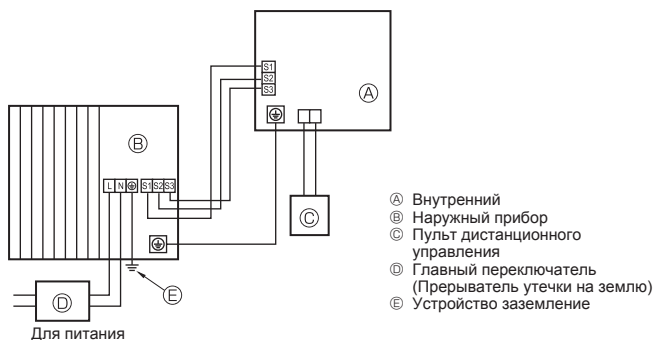 S1
S2
S3
Ⓐ
Ⓑ
L N S1 S2 S3
Ⓒ
Ⓓ
Ⓔ
Для питания
Ⓐ Внутренний
Ⓑ Наружный прибор
Ⓒ Пульт дистанционного
управления
Ⓓ Главный переключатель
(Прерыватель утечки на землю)
Ⓔ Устройство заземление